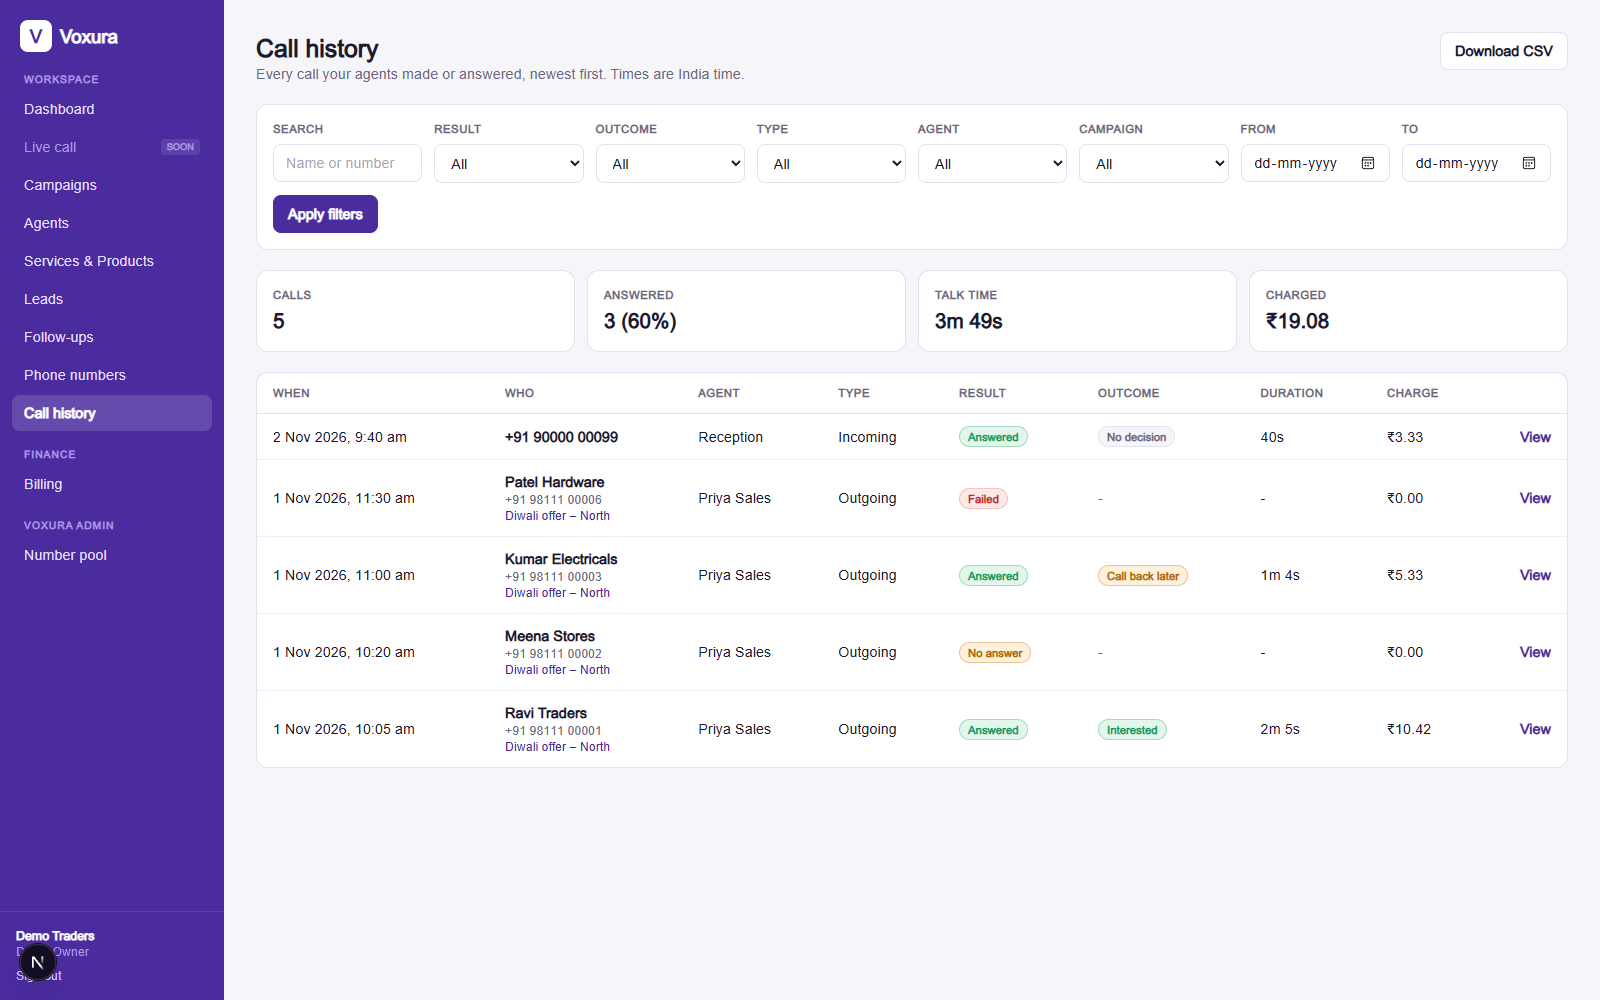 V Voxura
WORKSPACE
Dashboard
Live call SOON
Campaigns
Agents
Services & Products
Leads
Follow-ups
Phone numbers
Call history
FINANCE
Billing
VOXURA ADMIN
Number pool
Demo Traders
Owner
N
Call history
Every call your agents made or answered, newest first. Times are India time.
Download CSV
SEARCH RESULT OUTCOME TYPE AGENT CAMPAIGN FROM TO
Name or number All All All All All dd-mm-yyyy dd-mm-yyyy
Apply filters
CALLS ANSWERED TALK TIME CHARGED
5 3 (60%) 3m 49s ₹19.08
WHEN WHO AGENT TYPE RESULT OUTCOME DURATION CHARGE
2 Nov 2026, 9:40 am +91 90000 00099 Reception Incoming Answered No decision 40s ₹3.33 View
Patel Hardware
1 Nov 2026, 11:30 am +91 98111 00006 Priya Sales Outgoing Failed - - ₹0.00 View
Diwali offer – North
Kumar Electricals
1 Nov 2026, 11:00 am +91 98111 00003 Priya Sales Outgoing Answered Call back later 1m 4s ₹5.33 View
Diwali offer – North
Meena Stores
1 Nov 2026, 10:20 am +91 98111 00002 Priya Sales Outgoing No answer - - ₹0.00 View
Diwali offer – North
Ravi Traders
1 Nov 2026, 10:05 am +91 98111 00001 Priya Sales Outgoing Answered Interested 2m 5s ₹10.42 View
Diwali offer – North